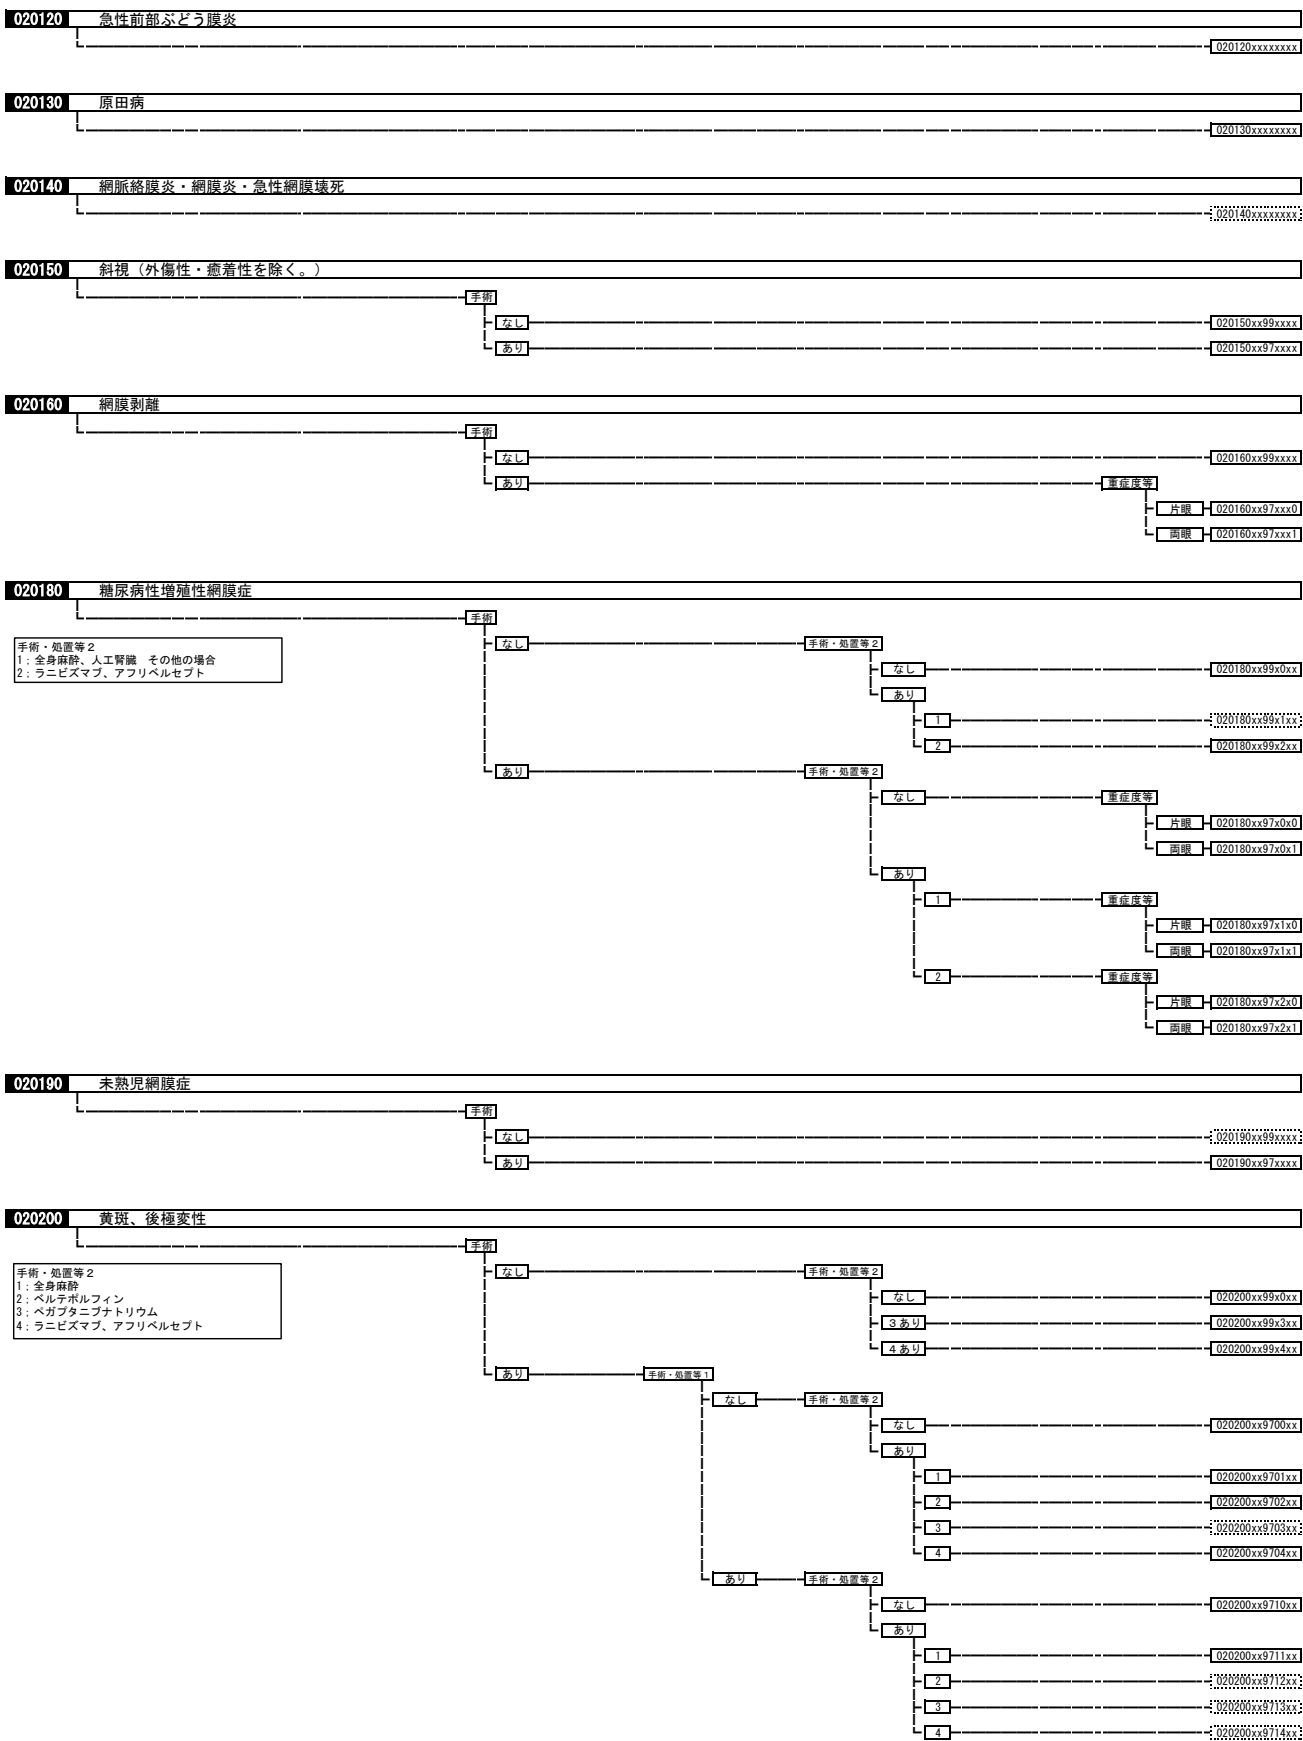 020120 急性前部ぶどう膜炎
020120xxxxxxxx
020130 原田病
020130xxxxxxxx
020140 網脈絡膜炎・網膜炎・急性網膜壊死
020140xxxxxxxx
020150 斜視（外傷性・癒着性を除く。）
手術
なし 020150xx99xxxx
あり 020150xx97xxxx
020160 網膜剥離
手術
なし 020160xx99xxxx
あり 重症度等
片眼 020160xx97xxx0
両眼 020160xx97xxx1
020180 糖尿病性増殖性網膜症
手術
手術・処置等２
1；全身麻酔、人工腎臓　その他の場合
2；ラニビズマブ、アフリベルセプト
なし 手術・処置等２
なし 020180xx99x0xx
あり
1 020180xx99x1xx
2 020180xx99x2xx
あり 手術・処置等２
なし 重症度等
片眼 020180xx97x0x0
両眼 020180xx97x0x1
あり
1 重症度等
片眼 020180xx97x1x0
両眼 020180xx97x1x1
2 重症度等
片眼 020180xx97x2x0
両眼 020180xx97x2x1
020190 未熟児網膜症
手術
なし 020190xx99xxxx
あり 020190xx97xxxx
020200 黄斑、後極変性
手術
手術・処置等２
1；全身麻酔
2；ベルテポルフィン
3；ペガプタニブナトリウム
4；ラニビズマブ、アフリベルセプト
なし 手術・処置等２
なし 020200xx99x0xx
３あり 020200xx99x3xx
４あり 020200xx99x4xx
あり 手術・処置等１
なし 手術・処置等２
なし 020200xx9700xx
あり
1 020200xx9701xx
2 020200xx9702xx
3 020200xx9703xx
4 020200xx9704xx
あり 手術・処置等２
なし 020200xx9710xx
あり
1 020200xx9711xx
2 020200xx9712xx
3 020200xx9713xx
4 020200xx9714xx